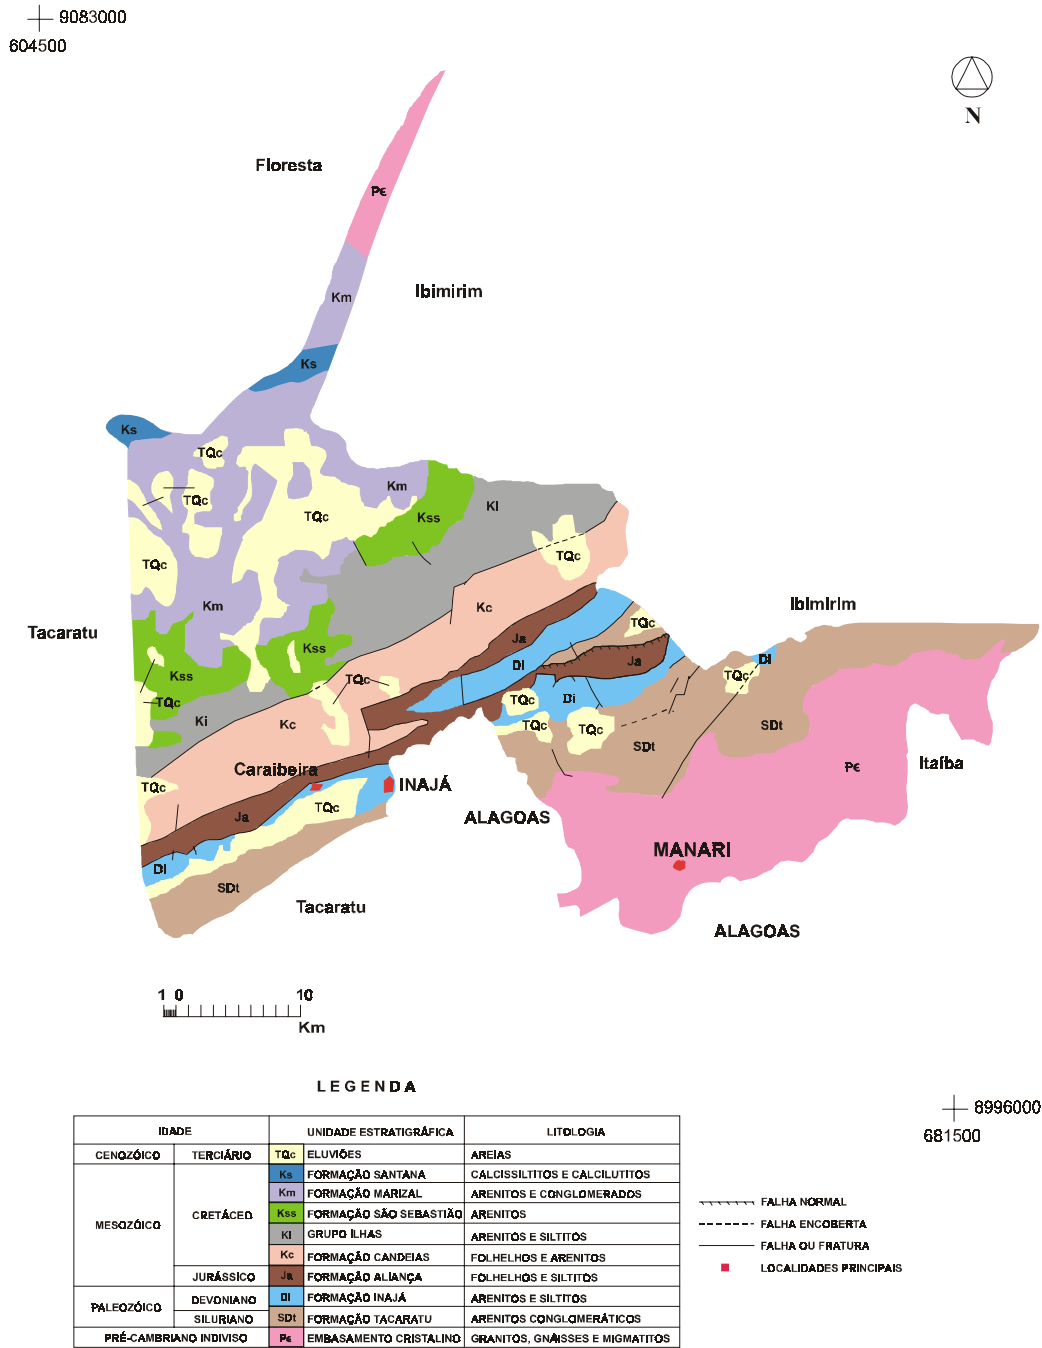 9083000
604500
N
Floresta
Pє
Ibimirim
Km
Ks
Ks
TQc
Km
TQc
Kl
TQc
Kss
TQc
TQc
Km
Kc
Ibimirim
TQc
Tacaratu
Ja
Kss
Ja
Dl
Dl
Kss
TQc
TQc
TQc
Di
TQc
Ki
Kc
TQc
TQc
SDt
SDt
Caraibeira
Itaíba
Pє
TQc
INAJÁ
TQc
Ja
ALAGOAS
MANARI
Dl
SDt
Tacaratu
ALAGOAS
1 0 10
Km
LEGENDA
8996000
681500
IDADE UNIDADE ESTRATIGRÁFICA LITOLOGIA
CENOZÓICO TERCIÁRIO TQc ELUVIÕES AREIAS
Ks FORMAÇÃO SANTANA CALCISSILTITOS E CALCILUTITOS
Km FORMAÇÃO MARIZAL ARENITOS E CONGLOMERADOS
MESOZÓICO CRETÁCEO Kss FORMAÇÃO SÃO SEBASTIÃO ARENITOS
Kl GRUPO ILHAS ARENITOS E SILTITOS
Kc FORMAÇÃO CANDEIAS FOLHELHOS E ARENITOS
JURÁSSICO Ja FORMAÇÃO ALIANÇA FOLHELHOS E SILTITOS
PALEOZÓICO DEVONIANO Dl FORMAÇÃO INAJÁ ARENITOS E SILTITOS
SILURIANO SDt FORMAÇÃO TACARATU ARENITOS CONGLOMERÁTICOS
PRÉ-CAMBRIANO INDIVISO Pє EMBASAMENTO CRISTALINO GRANITOS, GNÁISSES E MIGMATITOS
FALHA NORMAL
FALHA ENCOBERTA
FALHA OU FRATURA
LOCALIDADES PRINCIPAIS